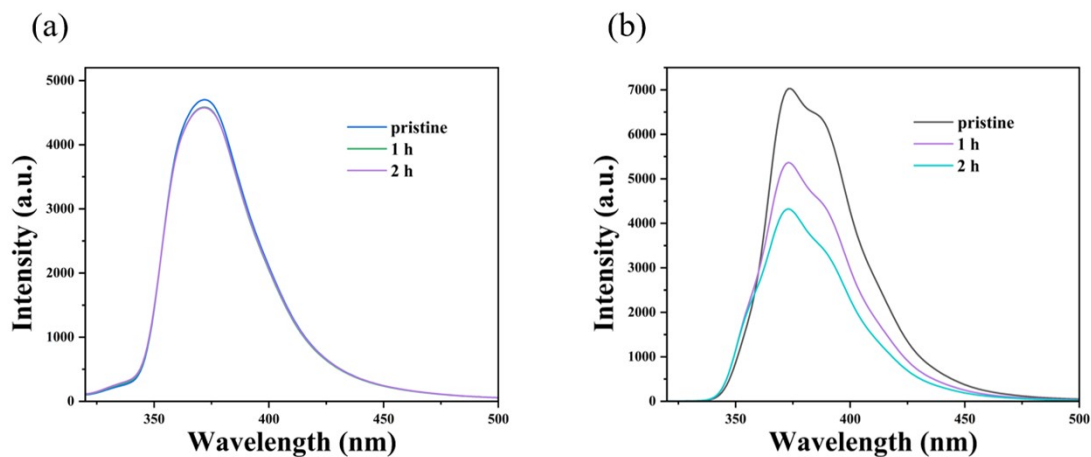 (a)
5000
4000
3000
2000
1000
0
350
400
450
500
Intensity (a.u.)
Wavelength (nm)
pristine
1 h
2 h
(b)
7000
6000
5000
4000
3000
2000
1000
0
350
400
450
500
Intensity (a.u.)
Wavelength (nm)
pristine
1 h
2 h